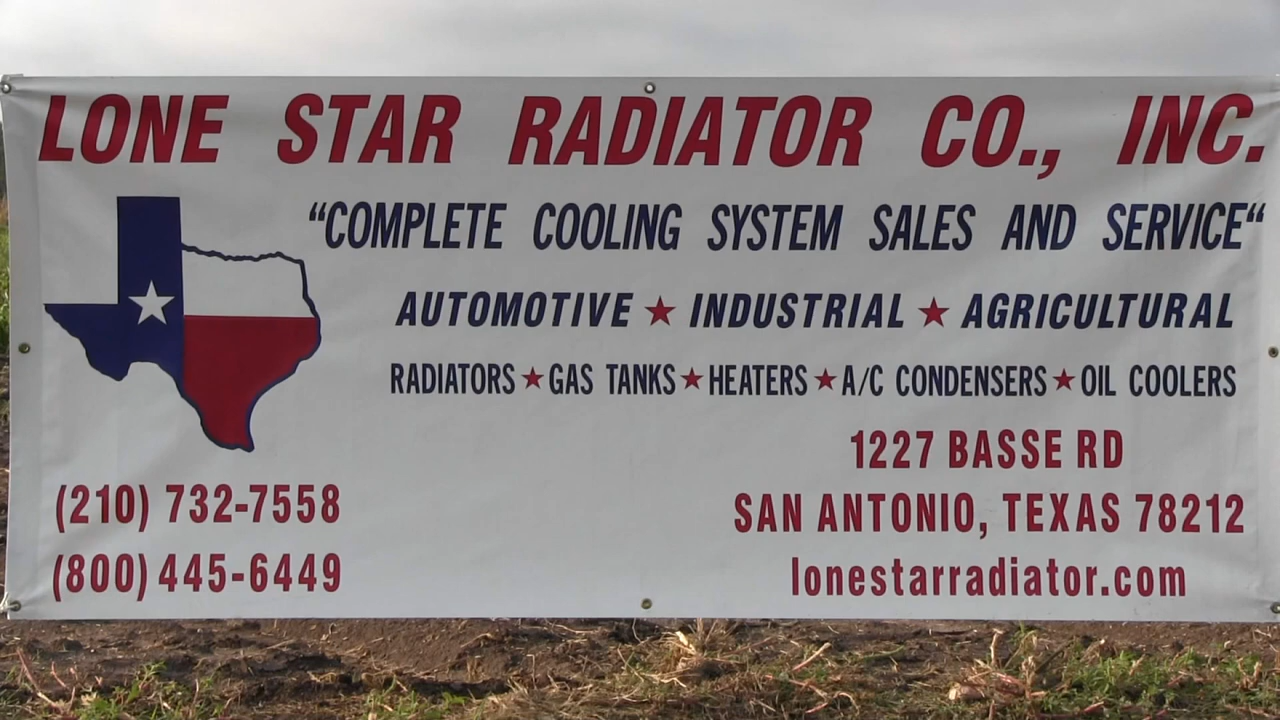 LONE STAR RADIATOR CO., INC.
“COMPLETE COOLING SYSTEM SALES AND SERVICE“
AUTOMOTIVE ★ INDUSTRIAL ★ AGRICULTURAL
RADIATORS ★ GAS TANKS ★ HEATERS ★ A/C CONDENSERS ★ OIL COOLERS
1227 BASSE RD
SAN ANTONIO, TEXAS 78212
lonestarradiator.com
(210) 732-7558
(800) 445-6449